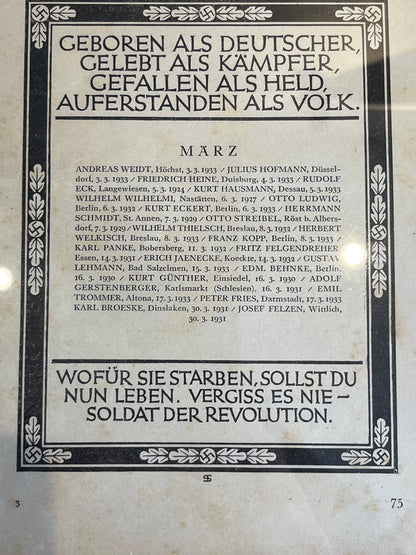 GEBOREN ALS DEUTSCHER,
GELEBT ALS KÄMPFER,
GEFALLEN ALS HELD,
AUFERSTANDEN ALS VOLK.
MÄRZ
ANDREAS WEIDT, Höchst, 3. 3. 1933 / JULIUS HOFMANN, Düssel-
dorf, 3. 3. 1933 / FRIEDRICH HEINE, Duisburg, 4. 3. 1933 / RUDOLF
ECK, Langewiesen, 5. 3. 1924 / KURT HAUSMANN, Dessau, 5. 3. 1933
WILHELM WILHELMI, Nastätten, 6. 3. 1927 / OTTO LUDWIG,
Berlin, 6. 3. 1932 / KURT ECKERT, Berlin, 6. 3. 1933 / HERMANN
SCHMIDT, St. Annen, 7. 3. 1929 / OTTO STREIBEL, Röst b. Albers-
dorf, 7. 3. 1929 / WILHELM THIELSCH, Breslau, 8. 3. 1932 / HERBERT
WELKISCH, Breslau, 8. 3. 1933 / FRANZ KOPP, Berlin, 8. 3. 1933 /
KARL PANKE, Bobersberg, 11. 3. 1932 / FRITZ FELGENDREHER
Essen, 14. 3. 1931 / ERICH JAENECKE, Koekte, 14. 3. 1932 / GUSTAV
LEHMANN, Bad Salzelmen, 15. 3. 1933 / EDM. BEHNKE, Berlin,
16. 3. 1930 / KURT GÜNTHER, Einsiedel, 16. 3. 1930 / ADOLF
GERSTENBERGER, Karlsmarkt (Schlesien), 16. 3. 1931 / EMIL
TROMMER, Altona, 17. 3. 1933 / PETER FRIES, Darmstadt, 17. 3. 1933
KARL BROESKE, Dinslaken, 30. 3. 1931 / JOSEF FELZEN, Wittlich,
30. 3. 1931
WOFÜR SIE STARBEN, SOLLST DU
NUN LEBEN. VERGISS ES NIE –
SOLDAT DER REVOLUTION.
3
75